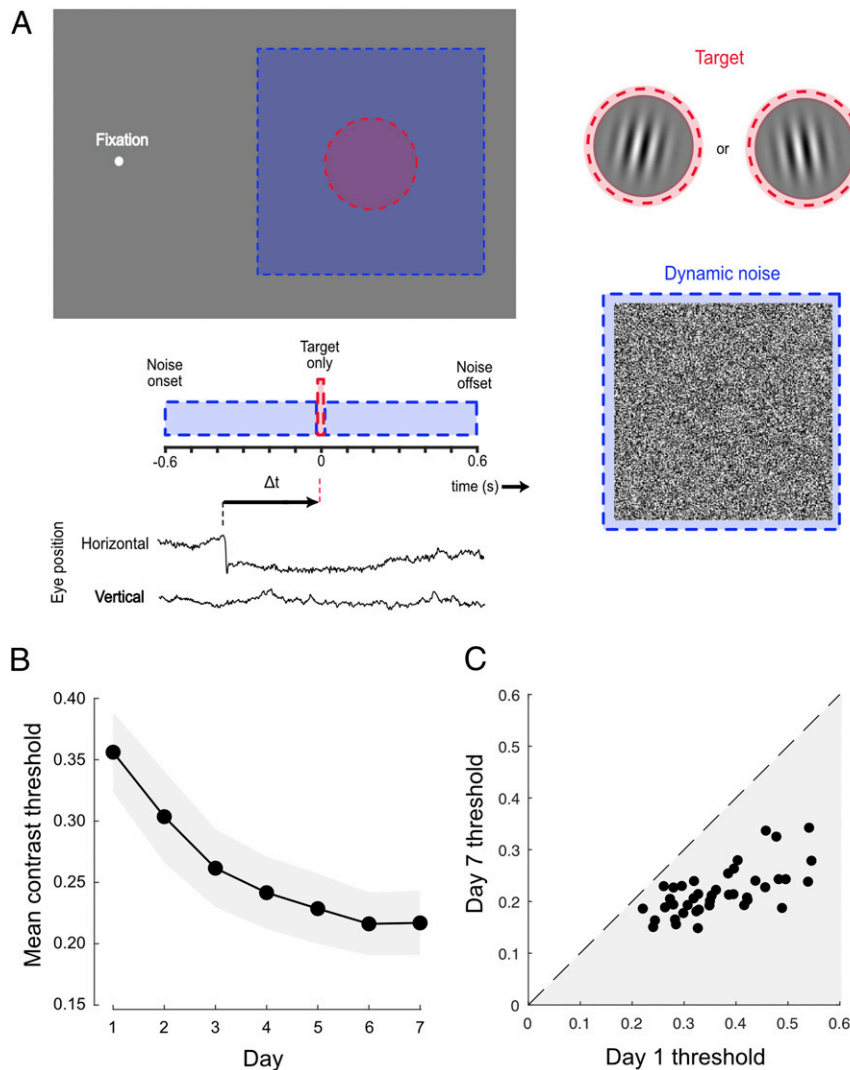 A
Fixation
Target
or
Dynamic noise
Noise
onset
Target
only
Noise
offset
-0.6
0
0.6
Δt
time (s)
Eye position
Horizontal
Vertical
B
Mean contrast threshold
0.40
0.35
0.30
0.25
0.20
0.15
1 2 3 4 5 6 7
Day
C
Day 7 threshold
0.6
0.5
0.4
0.3
0.2
0.1
0
0 0.1 0.2 0.3 0.4 0.5 0.6
Day 1 threshold